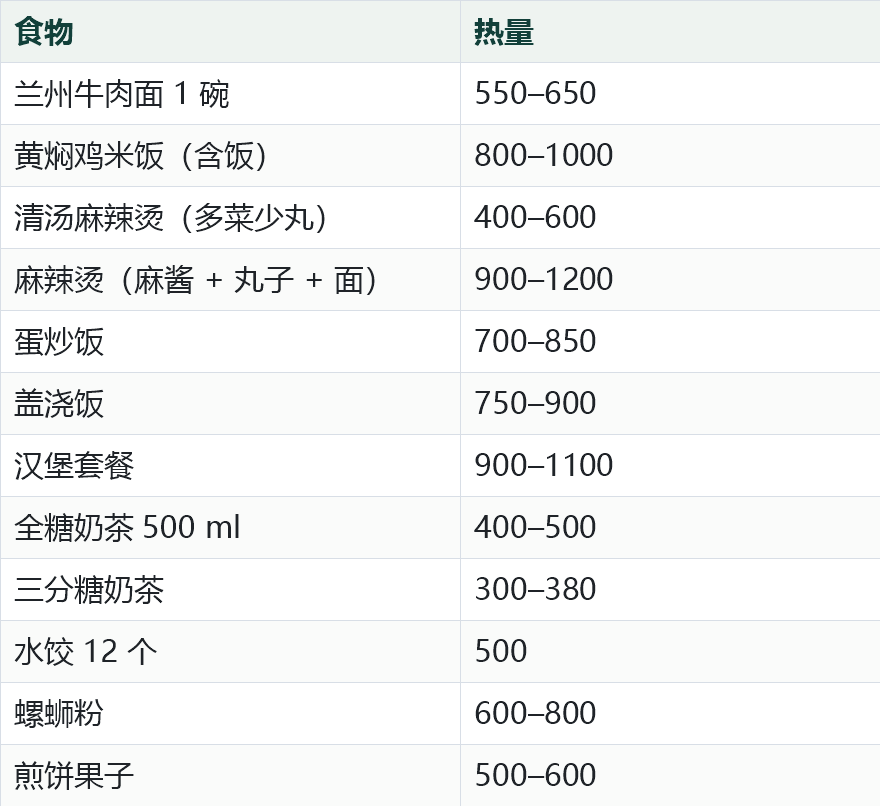 食物 热量
兰州牛肉面 1 碗 550–650
黄焖鸡米饭（含饭） 800–1000
清汤麻辣烫（多菜少丸） 400–600
麻辣烫（麻酱 + 丸子 + 面） 900–1200
蛋炒饭 700–850
盖浇饭 750–900
汉堡套餐 900–1100
全糖奶茶 500 ml 400–500
三分糖奶茶 300–380
水饺 12 个 500
螺蛳粉 600–800
煎饼果子 500–600